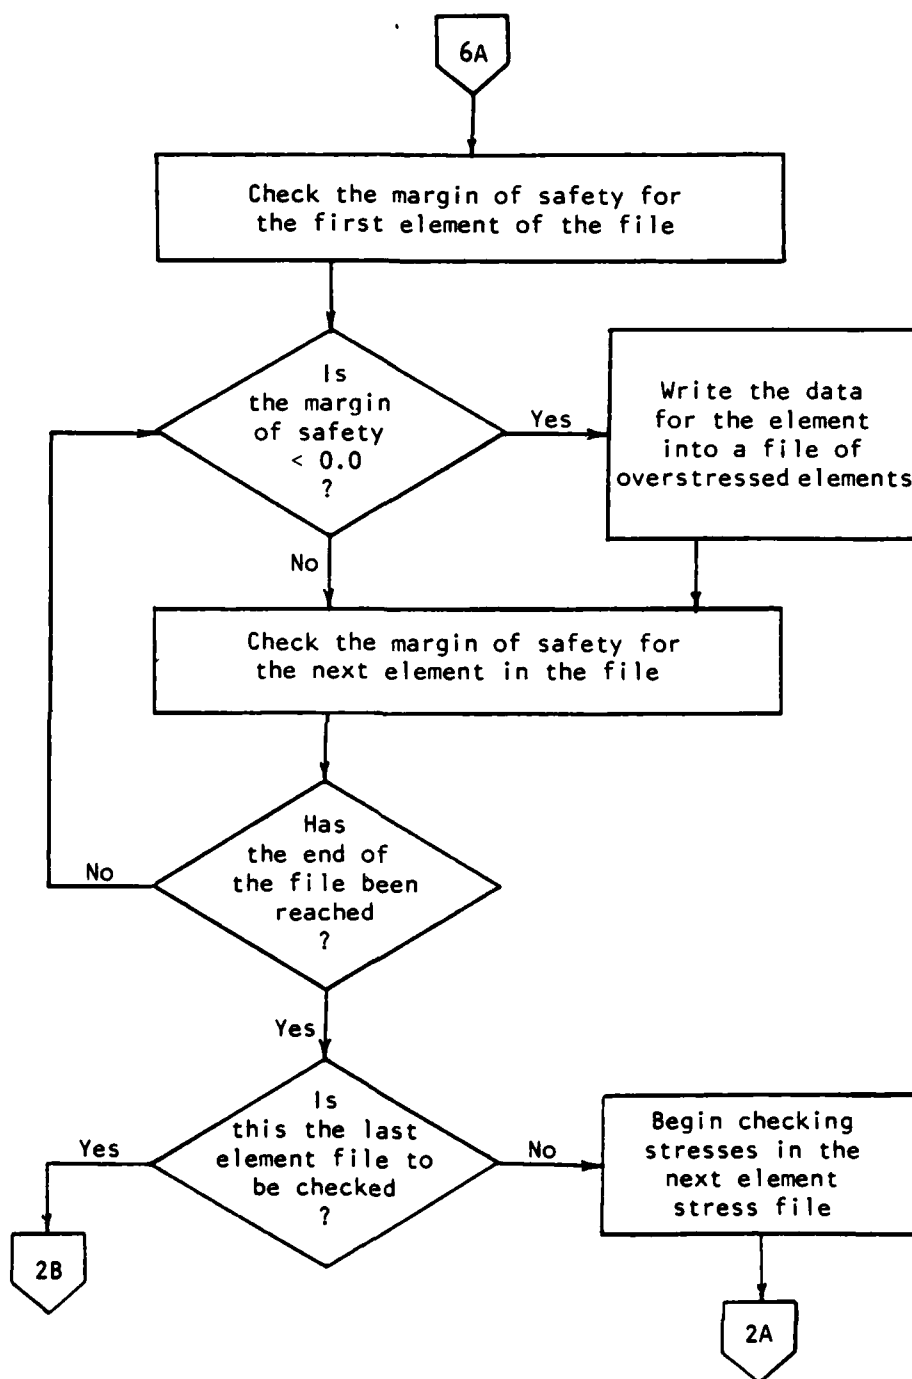 6A
Check the margin of safety for
the first element of the file
Is
the margin
of safety
< 0.0
?
Yes
Write the data
for the element
into a file of
overstressed elements
No
Check the margin of safety for
the next element in the file
Has
the end of
the file been
reached
?
No
Yes
Is
this the last
element file to
be checked
?
Yes
No
Begin checking
stresses in the
next element
stress file
2B
2A